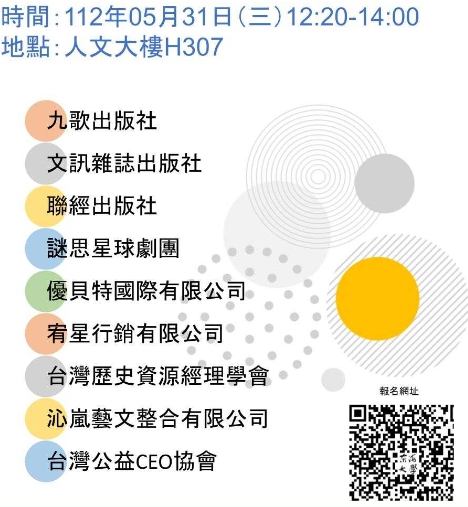 時間：112年05月31日(三)12:20-14:00
地點：人文大樓H307
九歌出版社
文訊雜誌出版社
聯經出版社
謎思星球劇團
優貝特國際有限公司
宥星行銷有限公司
台灣歷史資源經理學會
沁嵐藝文整合有限公司
台灣公益CEO協會
報名網址